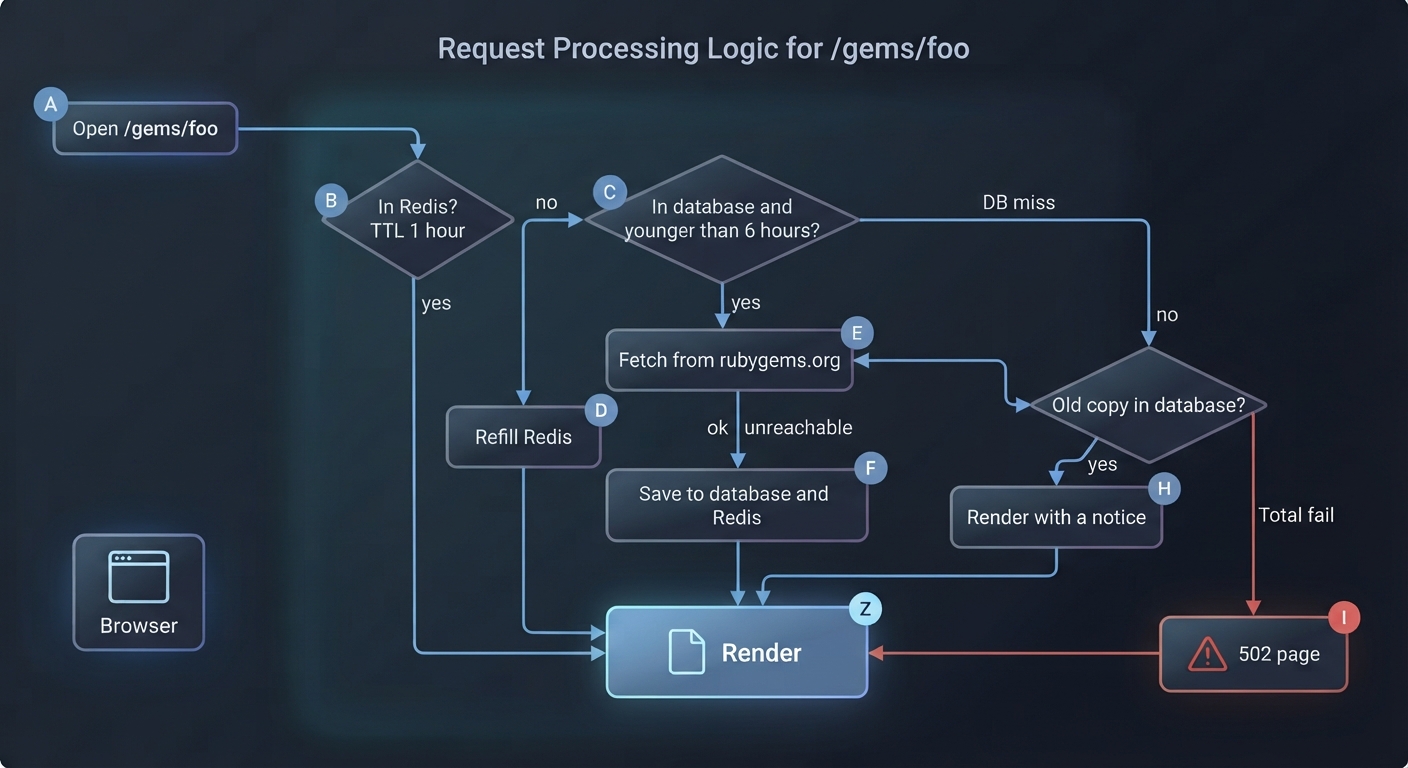 Request Processing Logic for /gems/foo
A
Open /gems/foo
B
In Redis?
TTL 1 hour
no
C
In database and
younger than 6 hours?
DB miss
yes
yes
no
E
Fetch from rubygems.org
D
Refill Redis
ok
unreachable
Old copy in database?
yes
F
Save to database and
Redis
H
Render with a notice
Total fail
Browser
Z
Render
I
502 page